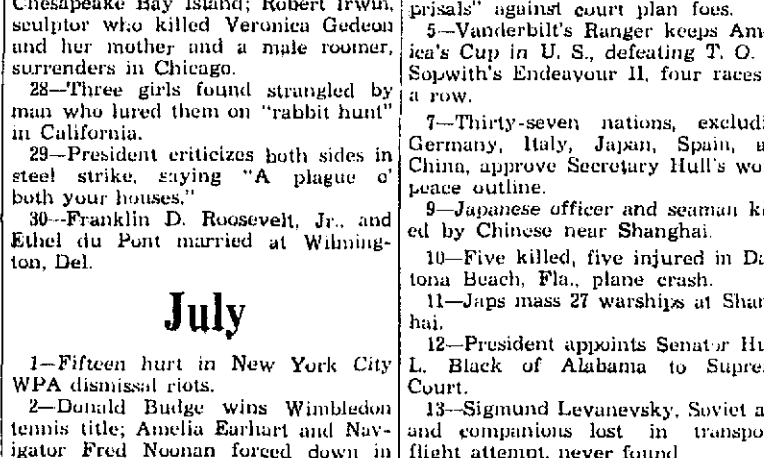 Chesapeake Bay Island; Robert Irwin,
sculptor who killed Veronica Gedeon
and her mother and a male roomer,
surrenders in Chicago.
28—Three girls found strangled by
man who lured them on "rabbit hunt"
in California.
29—President criticizes both sides in
steel strike, saying "A plague o'
both your houses."
30—Franklin D. Roosevelt, Jr., and
Ethel du Pont married at Wilming-
ton, Del.
July
1—Fifteen hurt in New York City
WPA dismissal riots.
2—Donald Budge wins Wimbledon
tennis title; Amelia Earhart and Nav-
igator Fred Noonan forced down in
prisals" against court plan foes.
5—Vanderbilt's Ranger keeps Am
ica's Cup in U. S., defeating T. O.
Sopwith's Endeavour II, four races
a row.
7—Thirty-seven nations, excludi
Germany, Italy, Japan, Spain, a
China, approve Secretary Hull's wo
peace outline.
9—Japanese officer and seaman k
ed by Chinese near Shanghai.
10—Five killed, five injured in Da
tona Beach, Fla., plane crash.
11—Japs mass 27 warships at Shan
hai.
12—President appoints Senator Hu
L. Black of Alabama to Supre
Court.
13—Sigmund Levanevsky, Soviet a
and companions lost in transpo
flight attempt, never found